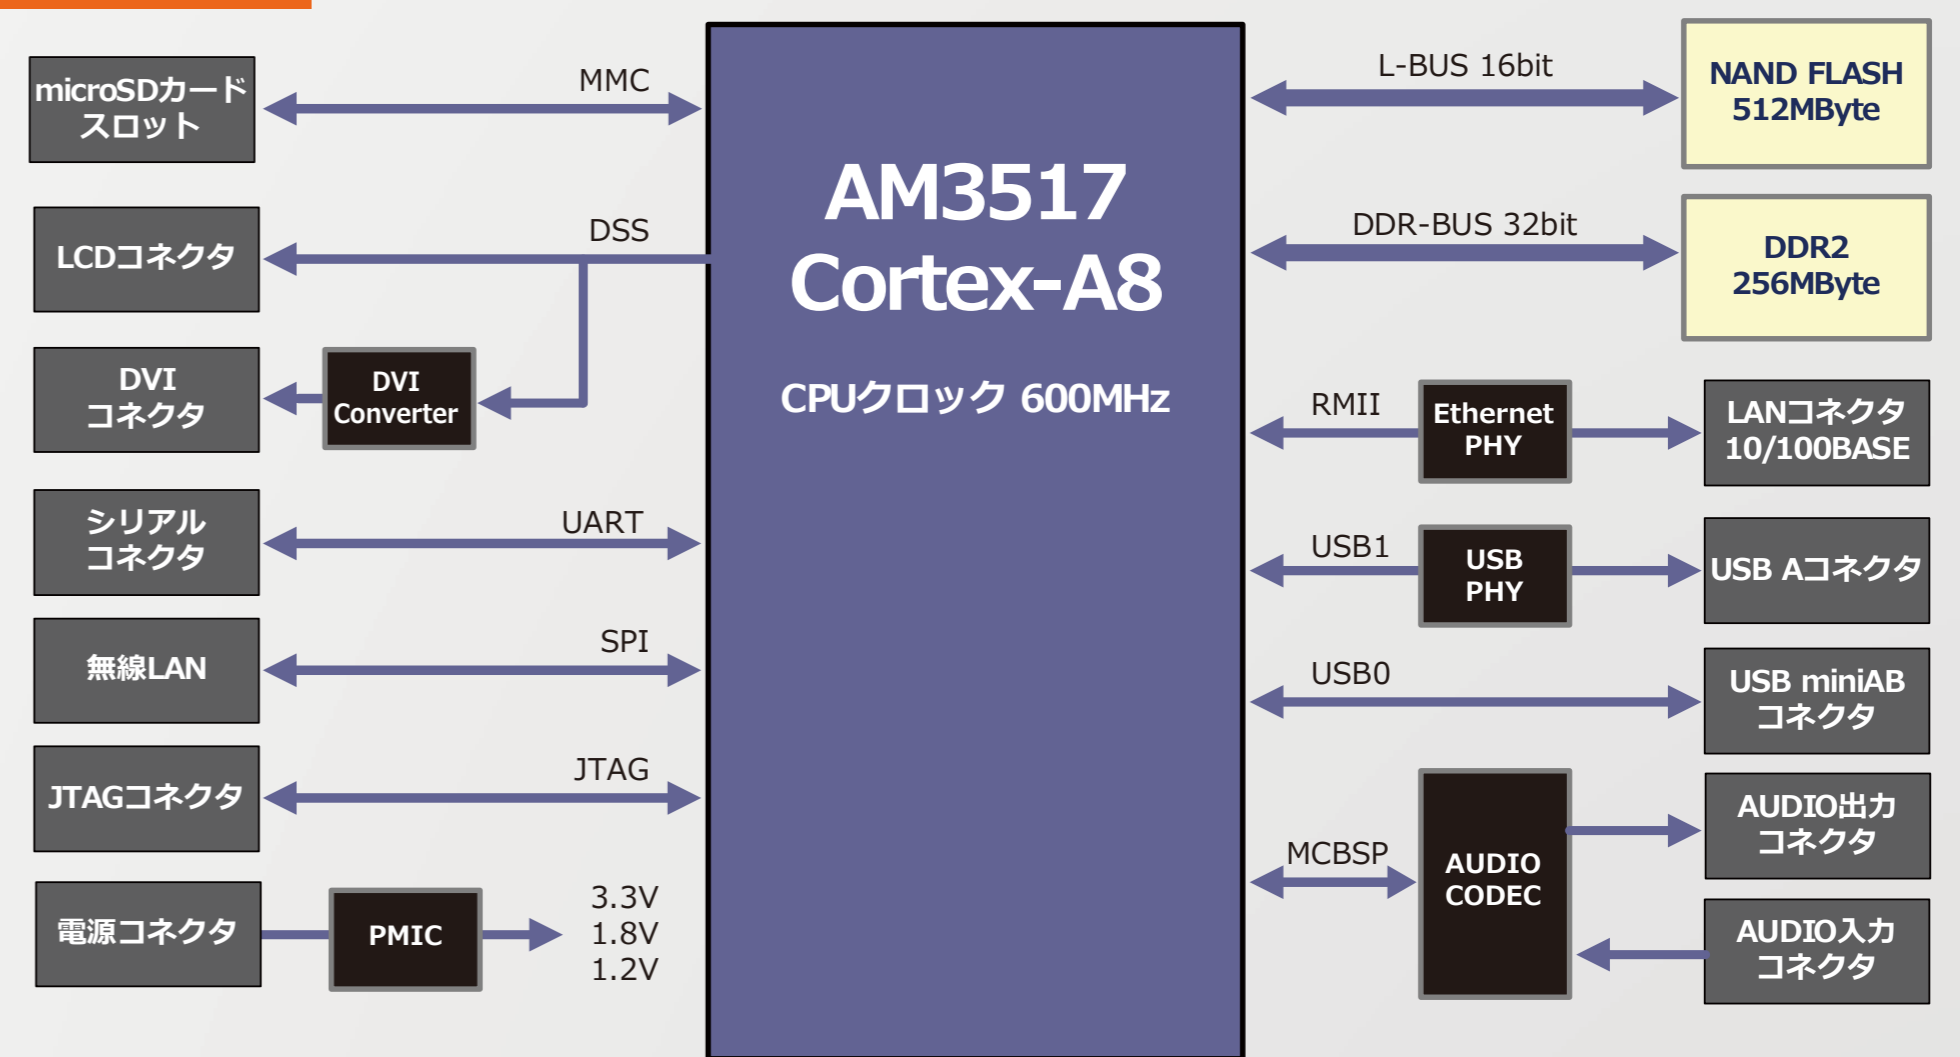 microSDカード
スロット
MMC
LCDコネクタ
DSS
DVI
コネクタ
DVI
Converter
シリアル
コネクタ
UART
無線LAN
SPI
JTAGコネクタ
JTAG
電源コネクタ
PMIC
3.3V
1.8V
1.2V
AM3517
Cortex-A8
CPUクロック 600MHz
L-BUS 16bit
NAND FLASH
512MByte
DDR-BUS 32bit
DDR2
256MByte
RMII
Ethernet
PHY
LANコネクタ
10/100BASE
USB1
USB
PHY
USB Aコネクタ
USB0
USB miniAB
コネクタ
MCBSP
AUDIO
CODEC
AUDIO出力
コネクタ
AUDIO入力
コネクタ